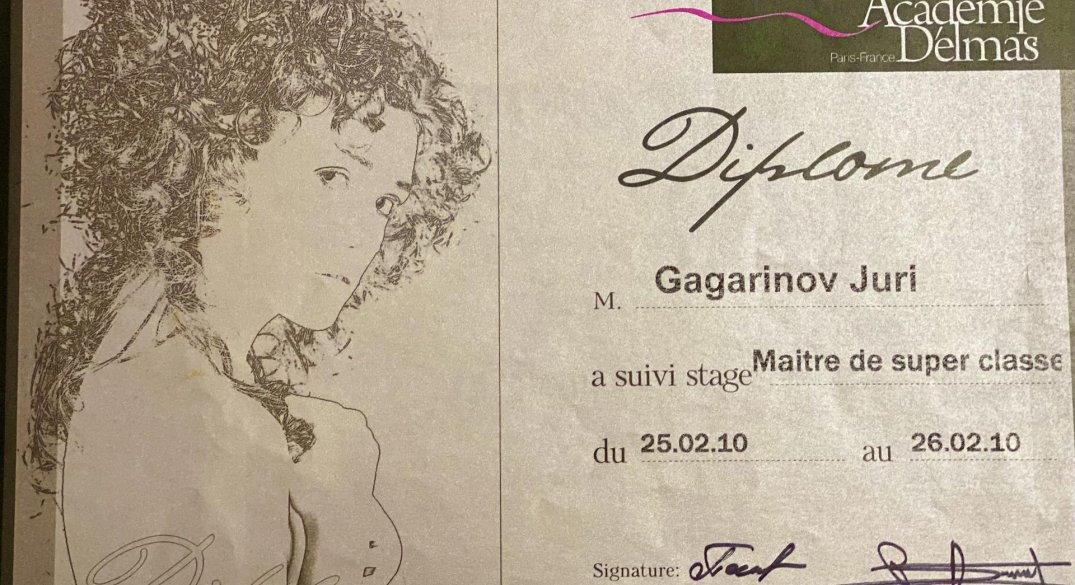 Académie
Paris-France Délmas
Diplome
M. Gagarinov Juri
a suivi stage Maitre de super classe
du 25.02.10 au 26.02.10
Signature: